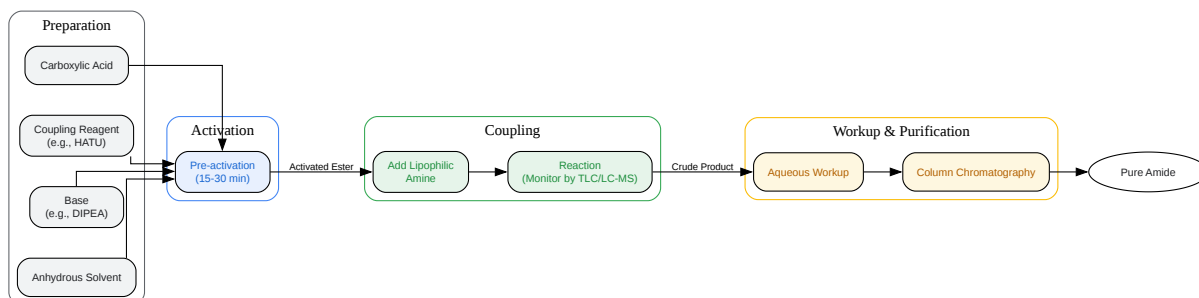 Preparation
Carboxylic Acid
Coupling Reagent
(e.g., HATU)
Base
(e.g., DIPEA)
Anhydrous Solvent
Activation
Pre-activation
(15-30 min)
Activated Ester
Coupling
Add Lipophilic
Amine
Reaction
(Monitor by TLC/LC-MS)
Crude Product
Workup & Purification
Aqueous Workup
Column Chromatography
Pure Amide